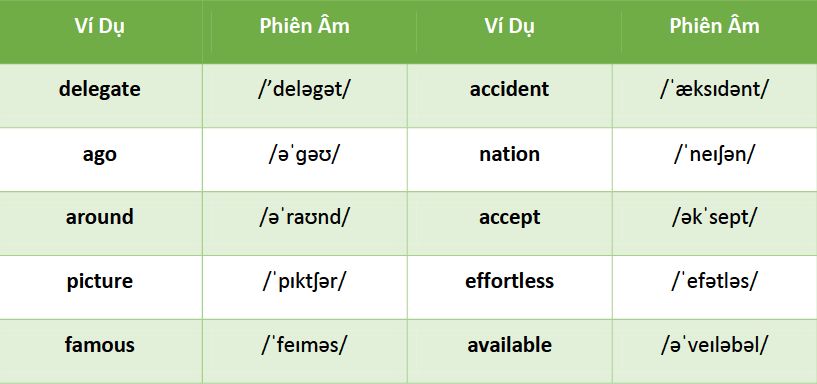 Ví Dụ Phiên Âm Ví Dụ Phiên Âm
delegate /’deləgət/ accident /ˈæksɪdənt/
ago /əˈɡəʊ/ nation /ˈneɪʃən/
around /əˈraʊnd/ accept /əkˈsept/
picture /ˈpɪktʃər/ effortless /ˈefətləs/
famous /ˈfeɪməs/ available /əˈveɪləbəl/